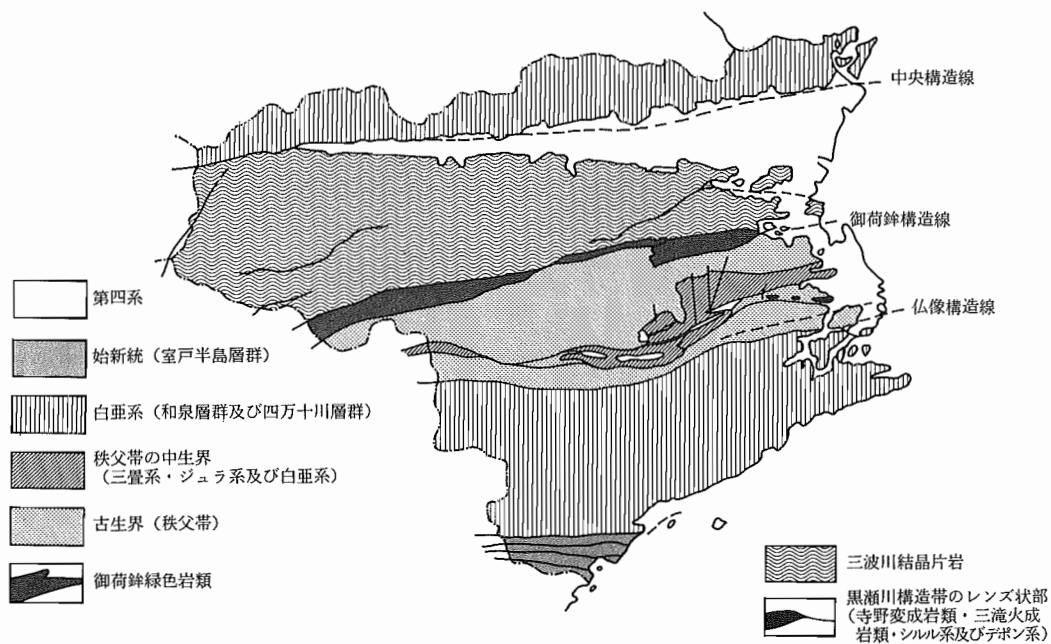 中央構造線
御荷鉾構造線
仏像構造線
第四系
始新統（室戸半島層群）
白亜系（和泉層群及び四万十川層群）
秩父帯の中生界
（三畳系・ジュラ系及び白亜系）
古生界（秩父帯）
御荷鉾緑色岩類
三波川結晶片岩
黒瀬川構造帯のレンズ状部
（寺野変成岩類・三滝火成
岩類・シルル系及びデボン系）